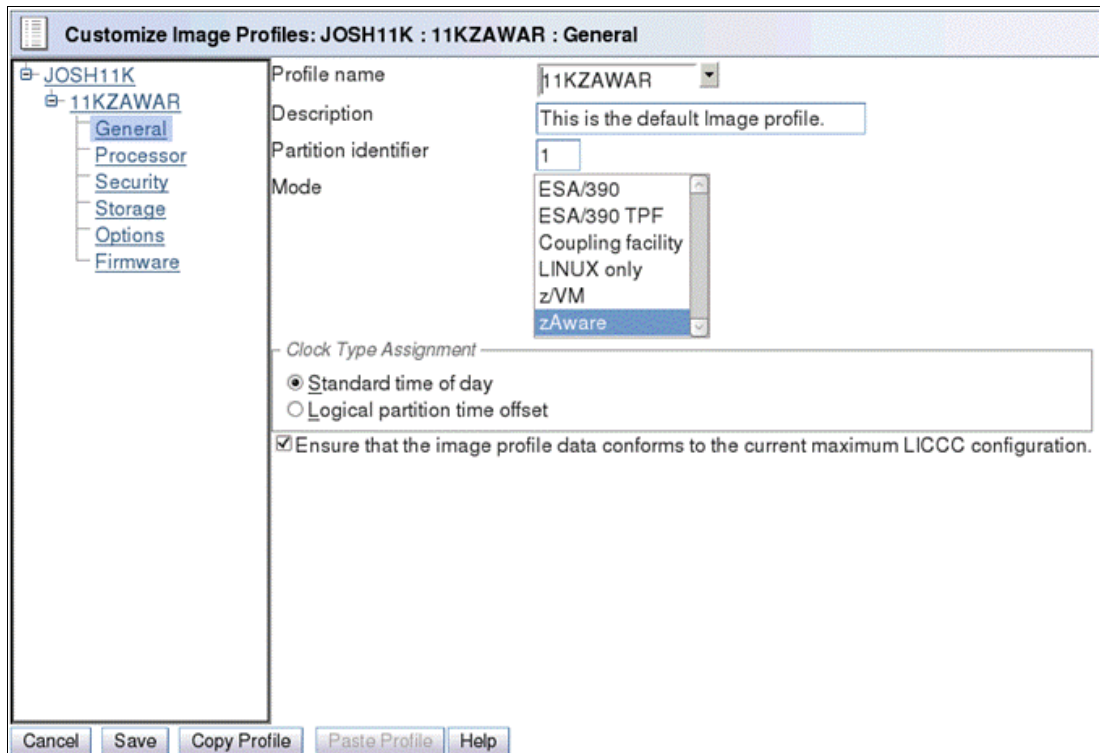 Customize Image Profiles: JOSH11K : 11KZAWAR : General
JOSH11K
11KZAWAR
General
Processor
Security
Storage
Options
Firmware
Profile name
11KZAWAR
Description
This is the default Image profile.
Partition identifier
1
Mode
ESA/390
ESA/390 TPF
Coupling facility
LINUX only
z/VM
zAware
Clock Type Assignment
Standard time of day
Logical partition time offset
Ensure that the image profile data conforms to the current maximum LICCC configuration.
Cancel
Save
Copy Profile
Paste Profile
Help